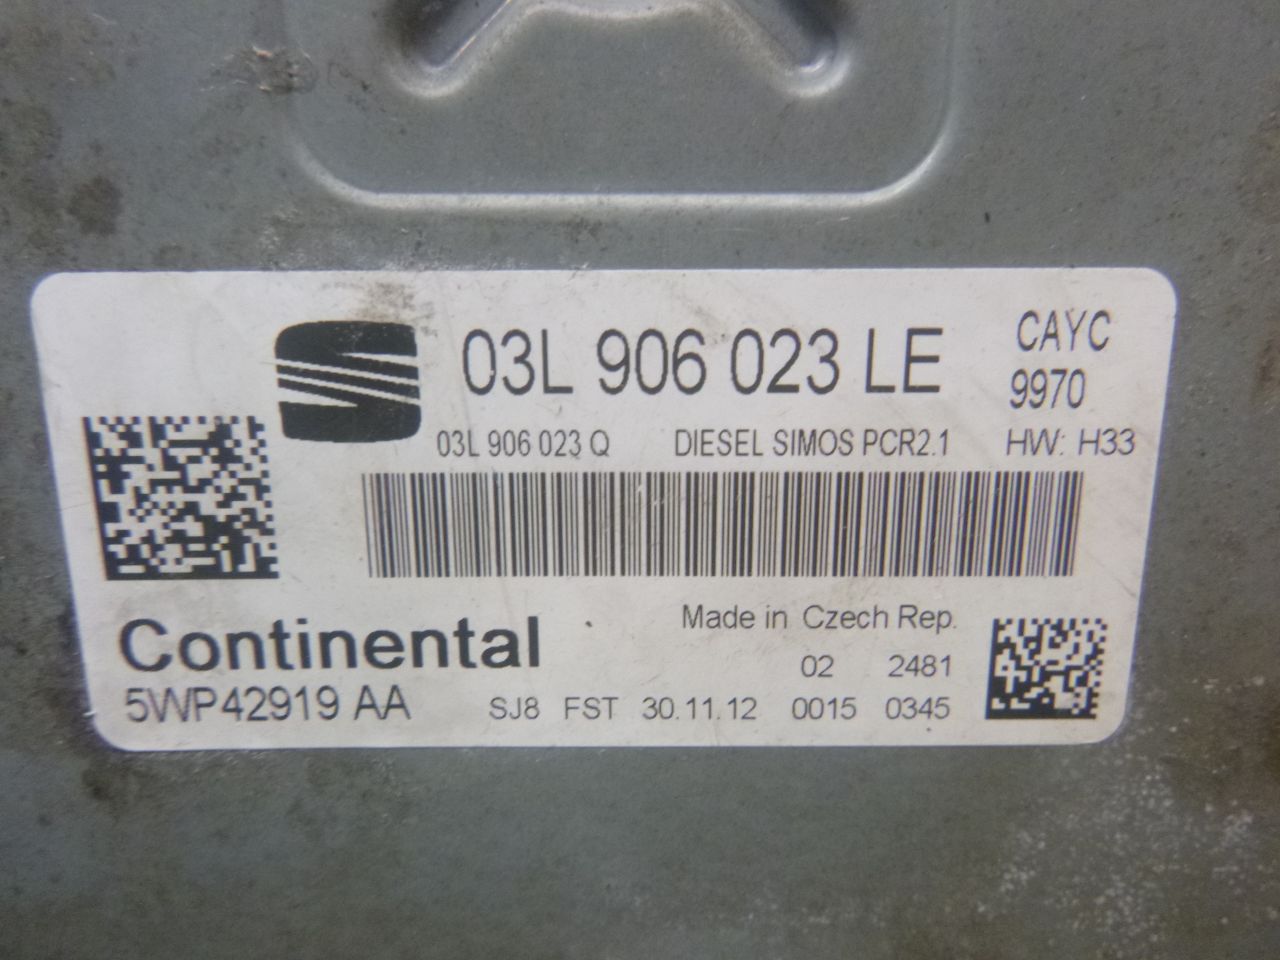 03L 906 023 LE
CAYC
9970
03L 906 023 Q DIESEL SIMOS PCR2.1 HW: H33
Made in Czech Rep.
Continental
02 2481
5WP42919 AA SJ8 FST 30.11.12 0015 0345